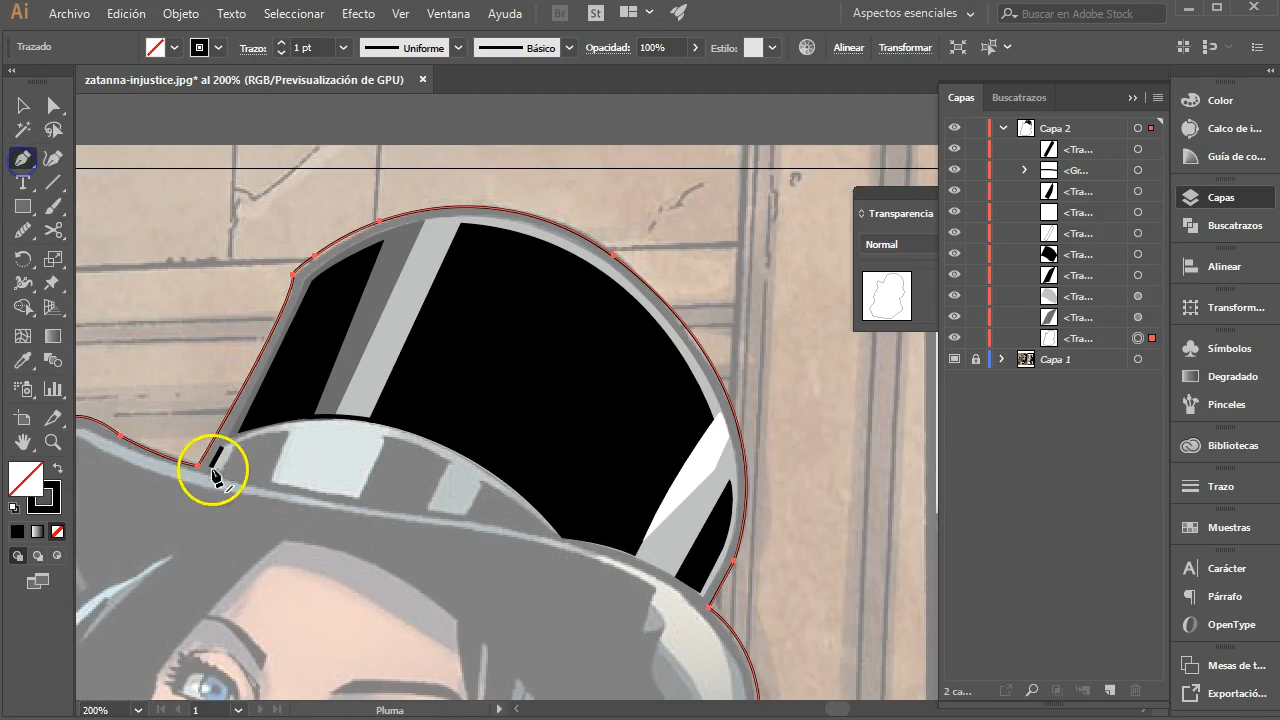 Ai Archivo Edición Objeto Texto Seleccionar Efecto Ver Ventana Ayuda Br St Aspectos esenciales Buscar en Adobe Stock
Trazado Trazo: 1 pt Uniforme Básico Opacidad: 100% Estilo: Alinear Transformar
zatanna-injustice.jpg* al 200% (RGB/Previsualización de GPU)
Capas Buscatrazos
Capa 2
<Tra...
<Gr...
<Tra...
<Tra...
<Tra...
<Tra...
<Tra...
<Tra...
<Tra...
<Tra...
Capa 1
Transparencia
Normal
Color
Calco de i...
Guía de co...
Capas
Buscatrazos
Alinear
Transform...
Símbolos
Degradado
Pinceles
Bibliotecas
Trazo
Muestras
Carácter
Párrafo
OpenType
Mesas de t...
Exportació...
2 ca...
200% 1 Pluma